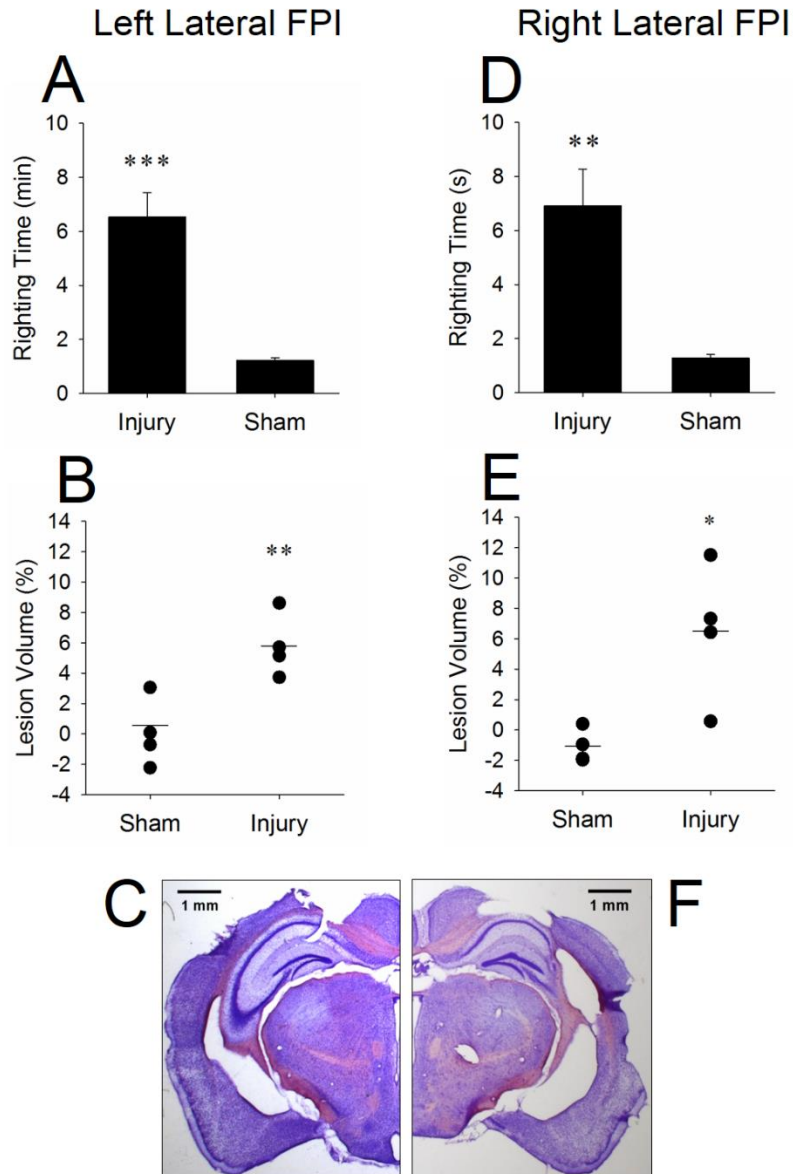 Left Lateral FPI
Right Lateral FPI
A
Righting Time (min)
10
8
6
4
2
0
***
Injury
Sham
D
Righting Time (s)
10
8
6
4
2
0
**
Injury
Sham
B
Lesion Volume (%)
14
12
10
8
6
4
2
0
-2
-4
**
Sham
Injury
E
Lesion Volume (%)
14
12
10
8
6
4
2
0
-2
-4
*
Sham
Injury
C
1 mm
1 mm
F